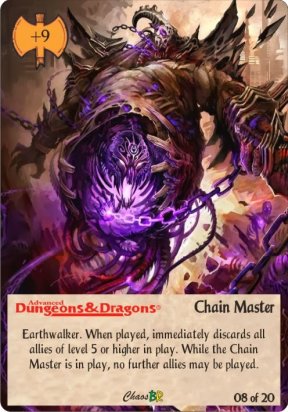 +9
Advanced
Dungeons&Dragons®
Chain Master
Earthwalker. When played, immediately discards all
allies of level 5 or higher in play. While the Chain
Master is in play, no further allies may be played.
08 of 20
ChaosBR